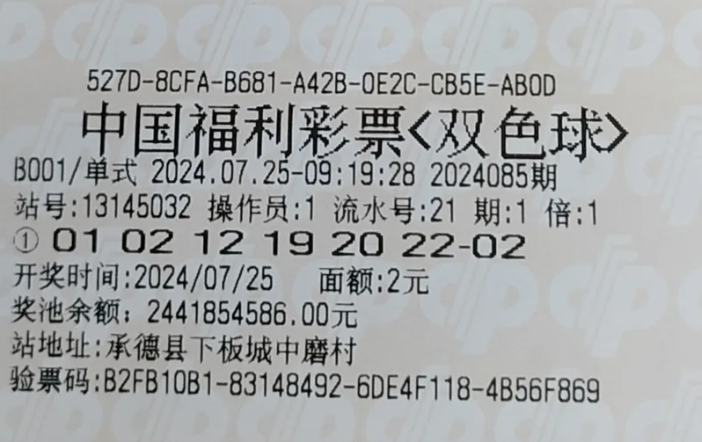 527D-8CFA-B681-A42B-0E2C-CB5E-AB0D
中国福利彩票<双色球>
B001/单式 2024.07.25-09:19:28 2024085期
站号:13145032 操作员:1 流水号:21 期:1 倍:1
① 01 02 12 19 20 22-02
开奖时间:2024/07/25 面额:2元
奖池余额：2441854586.00元
站地址:承德县下板城中磨村
验票码:B2FB10B1-83148492-6DE4F118-4B56F869